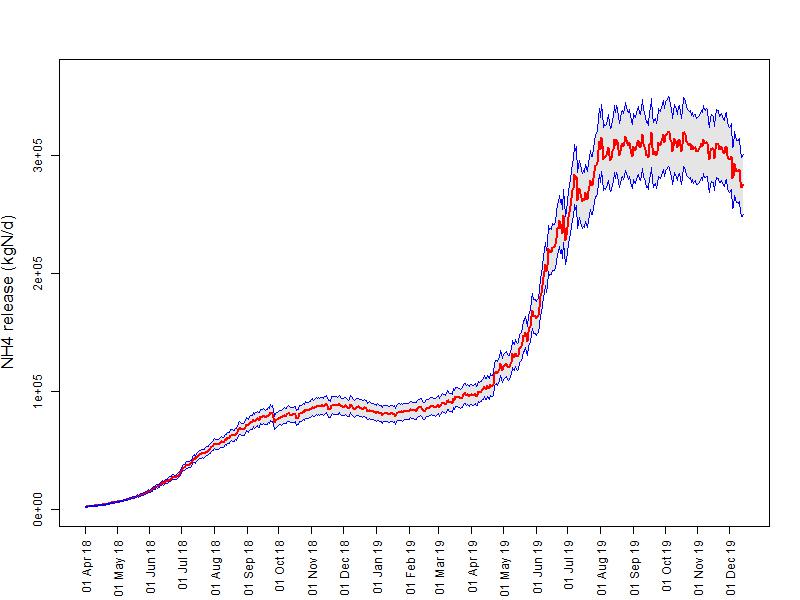 NH4 release (kgN/d)
3e+05
2e+05
1e+05
0e+00
01 Apr 18
01 May 18
01 Jun 18
01 Jul 18
01 Aug 18
01 Sep 18
01 Oct 18
01 Nov 18
01 Dec 18
01 Jan 19
01 Feb 19
01 Mar 19
01 Apr 19
01 May 19
01 Jun 19
01 Jul 19
01 Aug 19
01 Sep 19
01 Oct 19
01 Nov 19
01 Dec 19